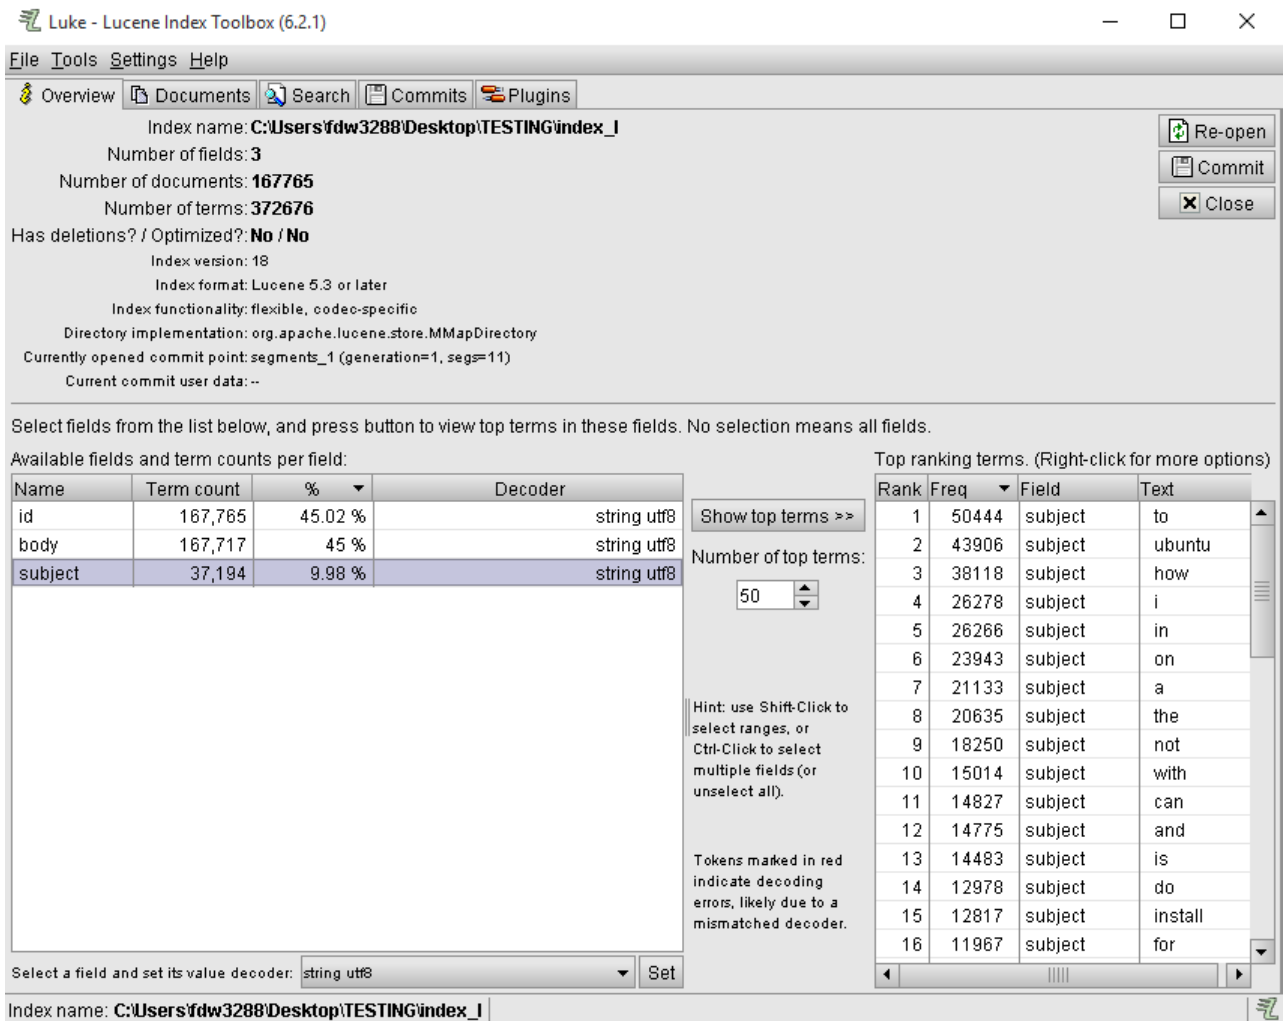 Luke - Lucene Index Toolbox (6.2.1)
File Tools Settings Help
Overview Documents Search Commits Plugins
Index name: C:\Users\fdw3288\Desktop\TESTING\index_I
Re-open
Number of fields: 3
Commit
Number of documents: 167765
Number of terms: 372676
Close
Has deletions? / Optimized?: No / No
Index version: 18
Index format: Lucene 5.3 or later
Index functionality: flexible, codec-specific
Directory implementation: org.apache.lucene.store.MMapDirectory
Currently opened commit point: segments_1 (generation=1, segs=11)
Current commit user data: --
Select fields from the list below, and press button to view top terms in these fields. No selection means all fields.
Available fields and term counts per field:
Name Term count % Decoder
id 167,765 45.02 % string utf8
body 167,717 45 % string utf8
subject 37,194 9.98 % string utf8
Show top terms >>
Number of top terms:
50
Hint: use Shift-Click to
select ranges, or
Ctrl-Click to select
multiple fields (or
unselect all).
Tokens marked in red
indicate decoding
errors, likely due to a
mismatched decoder.
Top ranking terms. (Right-click for more options)
Rank Freq Field Text
1 50444 subject to
2 43906 subject ubuntu
3 38118 subject how
4 26278 subject i
5 26266 subject in
6 23943 subject on
7 21133 subject a
8 20635 subject the
9 18250 subject not
10 15014 subject with
11 14827 subject can
12 14775 subject and
13 14483 subject is
14 12978 subject do
15 12817 subject install
16 11967 subject for
Select a field and set its value decoder: string utf8 Set
Index name: C:\Users\fdw3288\Desktop\TESTING\index_I